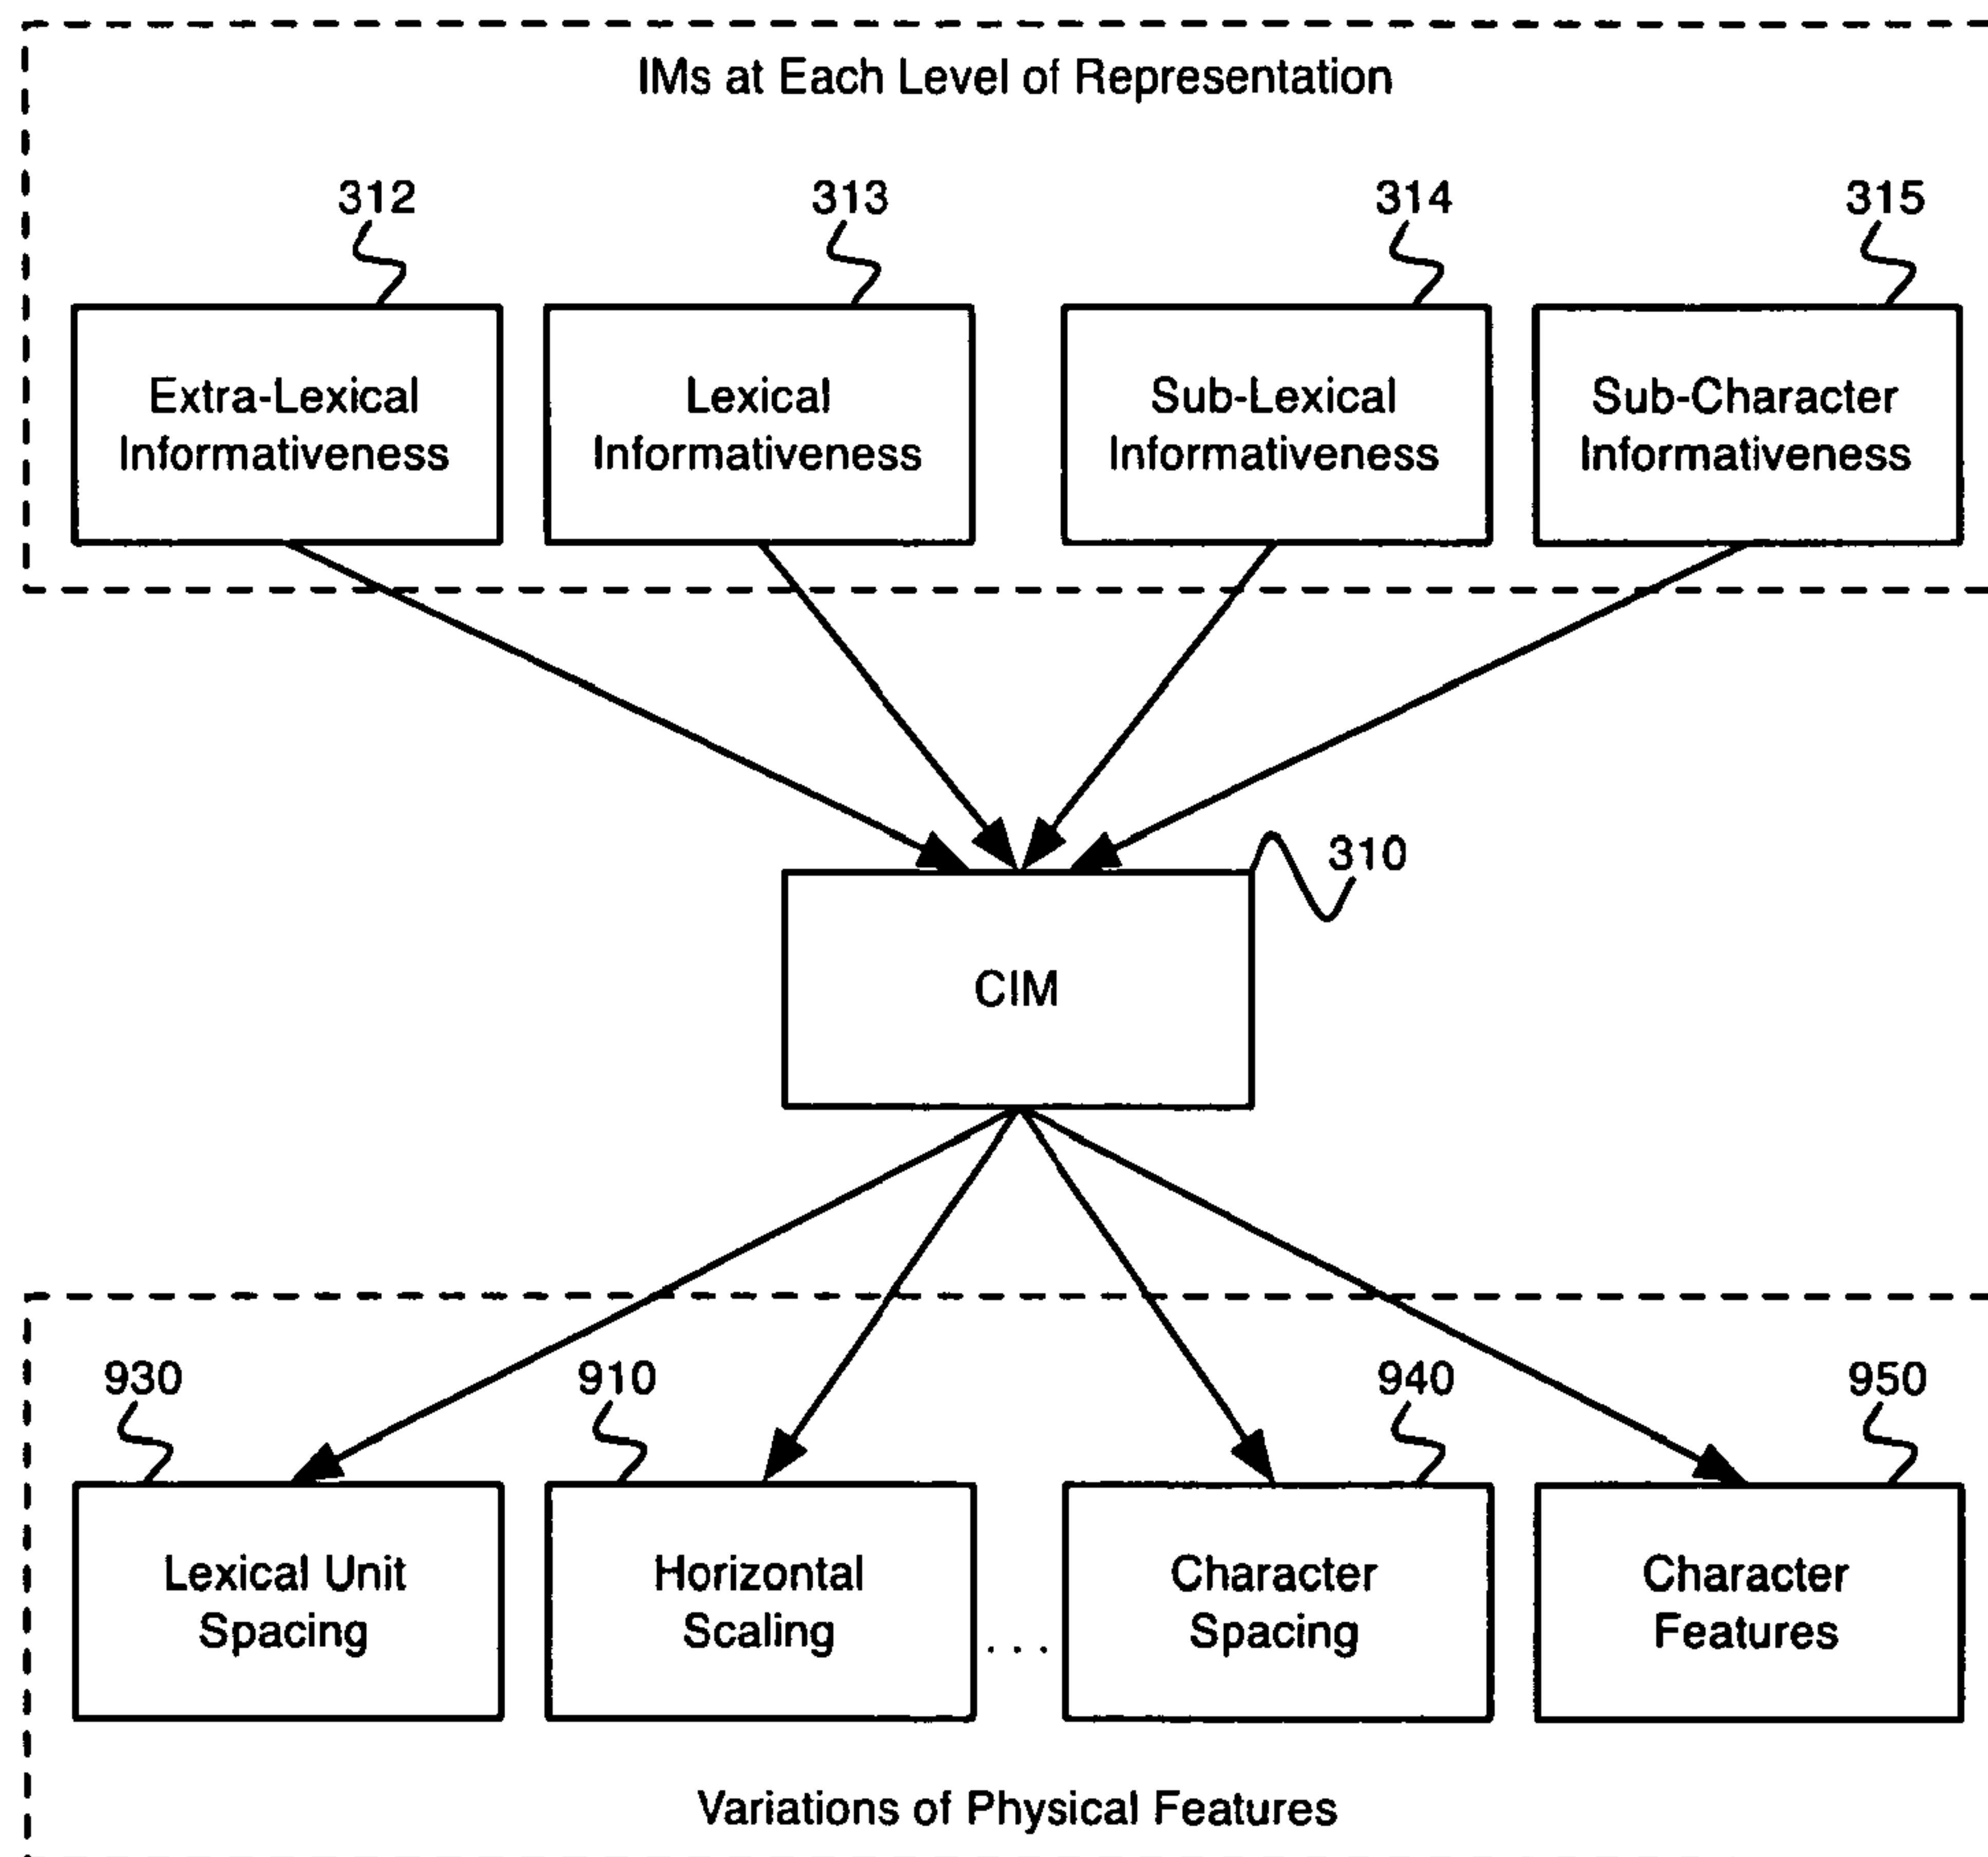 IMs at Each Level of Representation
312
313
314
315
Extra-Lexical
Informativeness
Lexical
Informativeness
Sub-Lexical
Informativeness
Sub-Character
Informativeness
310
CIM
930
910
940
950
Lexical Unit
Spacing
Horizontal
Scaling
...
Character
Spacing
Character
Features
Variations of Physical Features